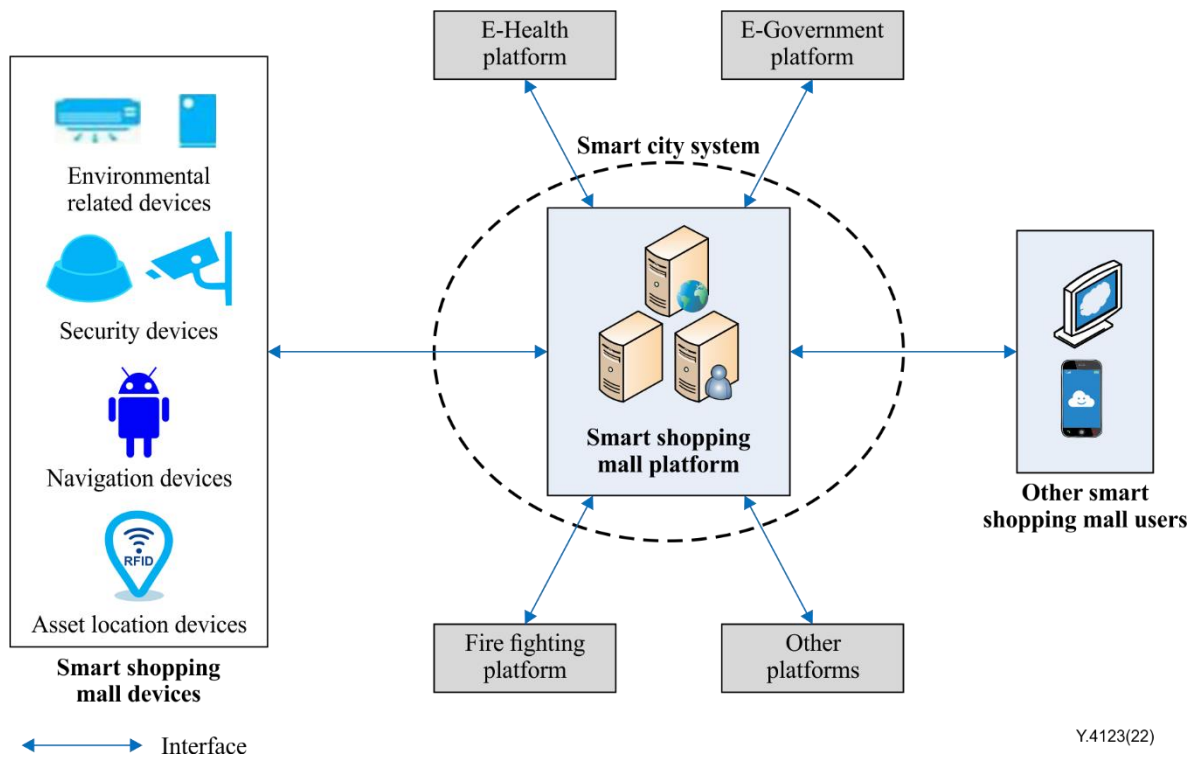 E-Health
platform
E-Government
platform
Smart city system
Environmental
related devices
Security devices
Navigation devices
RFID
Asset location devices
Smart shopping
mall devices
Smart shopping
mall platform
Other smart
shopping mall users
Fire fighting
platform
Other
platforms
Interface
Y.4123(22)